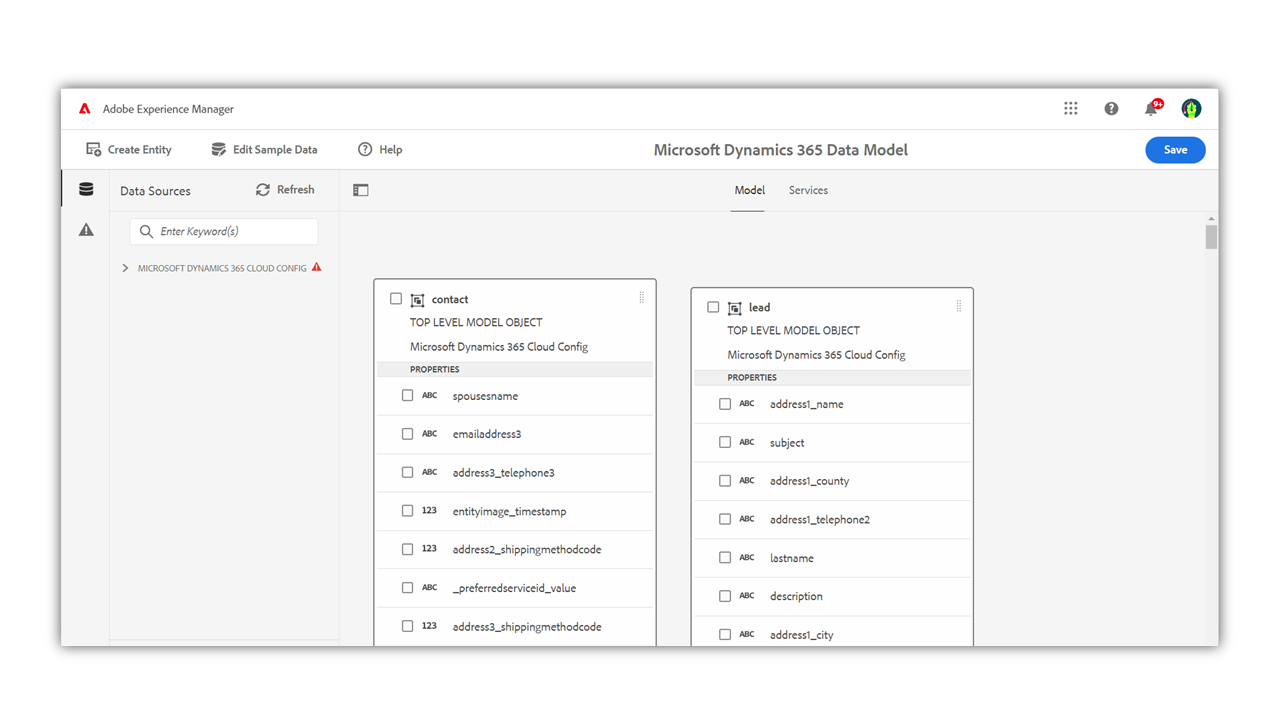 Adobe Experience Manager
9+
Create Entity
Edit Sample Data
Help
Microsoft Dynamics 365 Data Model
Save
Data Sources
Refresh
Model
Services
Enter Keyword(s)
MICROSOFT DYNAMICS 365 CLOUD CONFIG
contact
TOP LEVEL MODEL OBJECT
Microsoft Dynamics 365 Cloud Config
PROPERTIES
ABC spousesname
ABC emailaddress3
ABC address3_telephone3
123 entityimage_timestamp
123 address2_shippingmethodcode
ABC _preferredserviceid_value
123 address3_shippingmethodcode
lead
TOP LEVEL MODEL OBJECT
Microsoft Dynamics 365 Cloud Config
PROPERTIES
ABC address1_name
ABC subject
ABC address1_county
ABC address1_telephone2
ABC lastname
ABC description
ABC address1_city